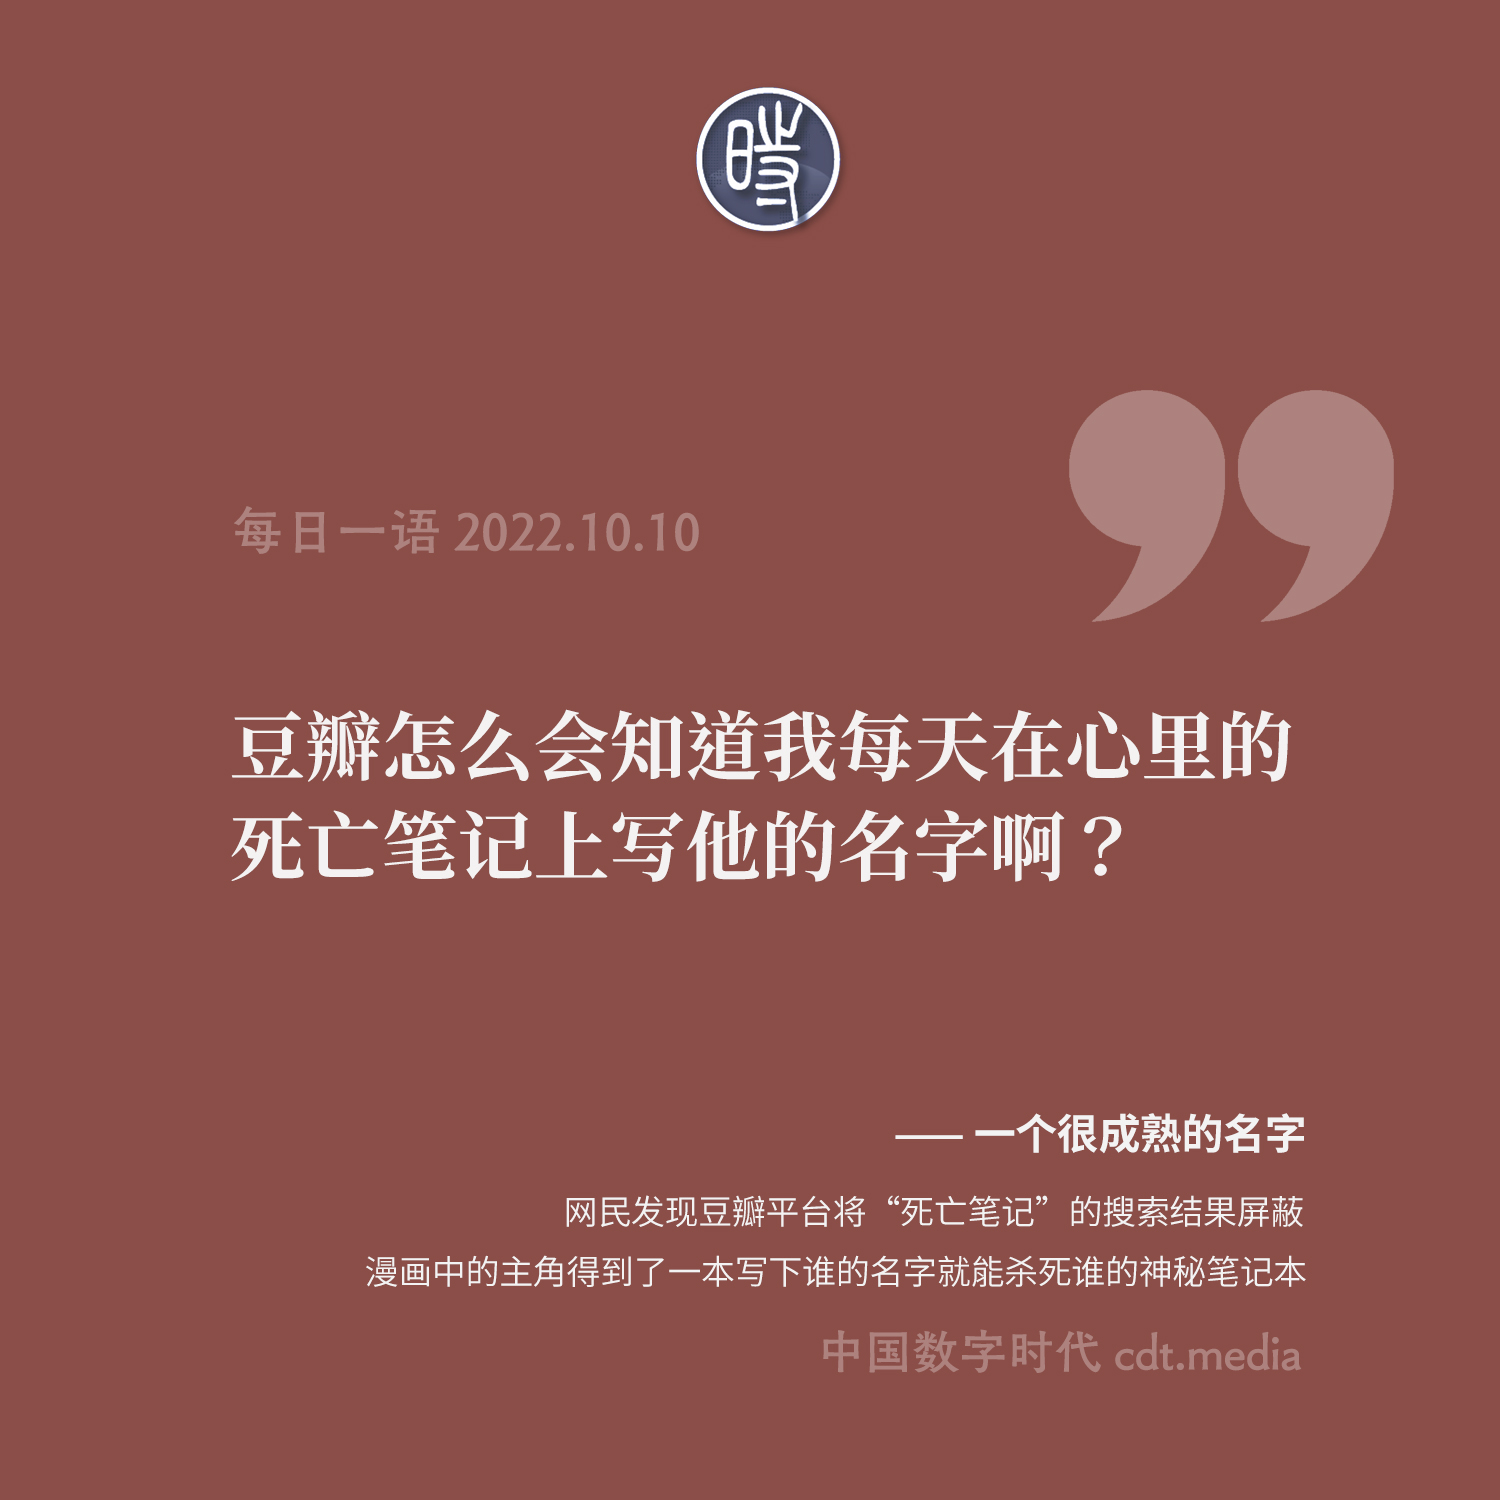 時
每日一语 2022.10.10
豆瓣怎么会知道我每天在心里的
死亡笔记上写他的名字啊？
—— 一个很成熟的名字
网民发现豆瓣平台将“死亡笔记”的搜索结果屏蔽
漫画中的主角得到了一本写下谁的名字就能杀死谁的神秘笔记本
中国数字时代 cdt.media